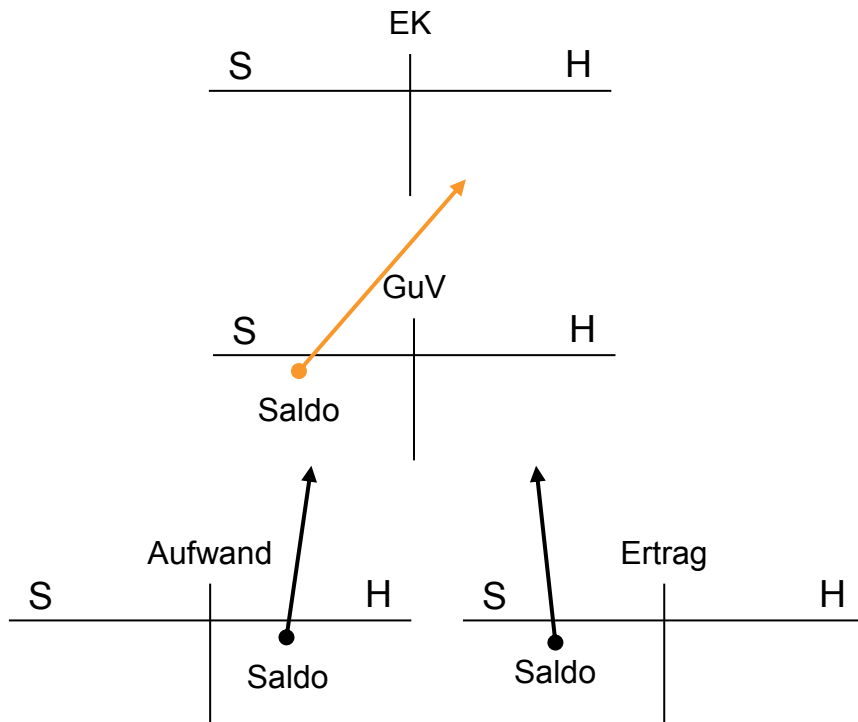 EK
S H
GuV
S H
Saldo
Aufwand Ertrag
S H S H
Saldo Saldo